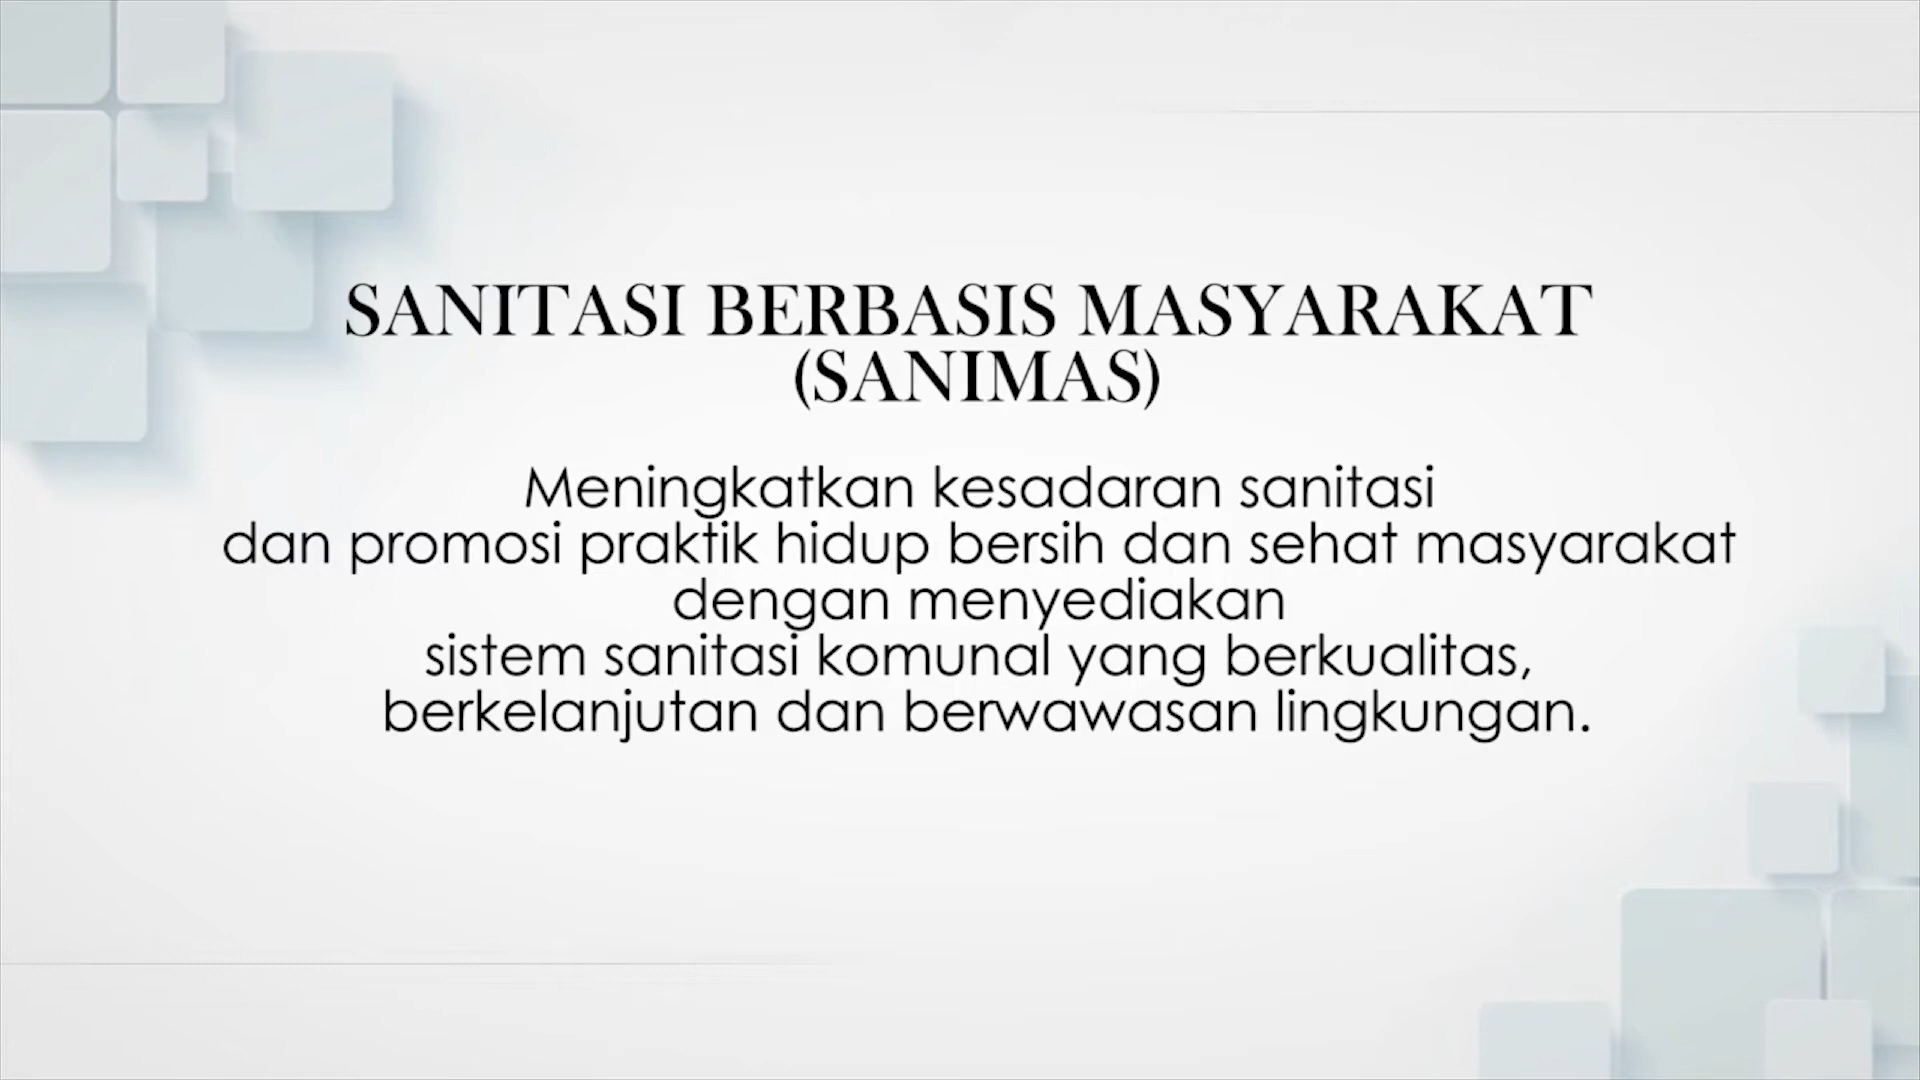 SANITASI BERBASIS MASYARAKAT
(SANIMAS)
Meningkatkan kesadaran sanitasi
dan promosi praktik hidup bersih dan sehat masyarakat
dengan menyediakan
sistem sanitasi komunal yang berkualitas,
berkelanjutan dan berwawasan lingkungan.